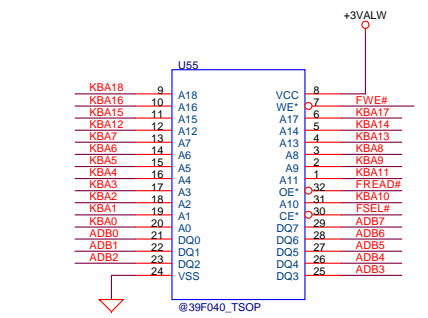 +3VALW
U55
KBA18 9 A18 VCC 8
KBA16 10 A16 WE* 7 FWE#
KBA15 11 A15 A17 6 KBA17
KBA12 12 A12 A14 5 KBA14
KBA7 13 A7 A13 4 KBA13
KBA6 14 A6 A8 3 KBA8
KBA5 15 A5 A9 2 KBA9
KBA4 16 A4 A11 1 KBA11
KBA3 17 A3 OE* 32 FREAD#
KBA2 18 A2 A10 31 KBA10
KBA1 19 A1 CE* 30 FSEL#
KBA0 20 A0 DQ7 29 ADB7
ADB0 21 DQ0 DQ6 28 ADB6
ADB1 22 DQ1 DQ5 27 ADB5
ADB2 23 DQ2 DQ4 26 ADB4
24 VSS DQ3 25 ADB3
@39F040_TSOP